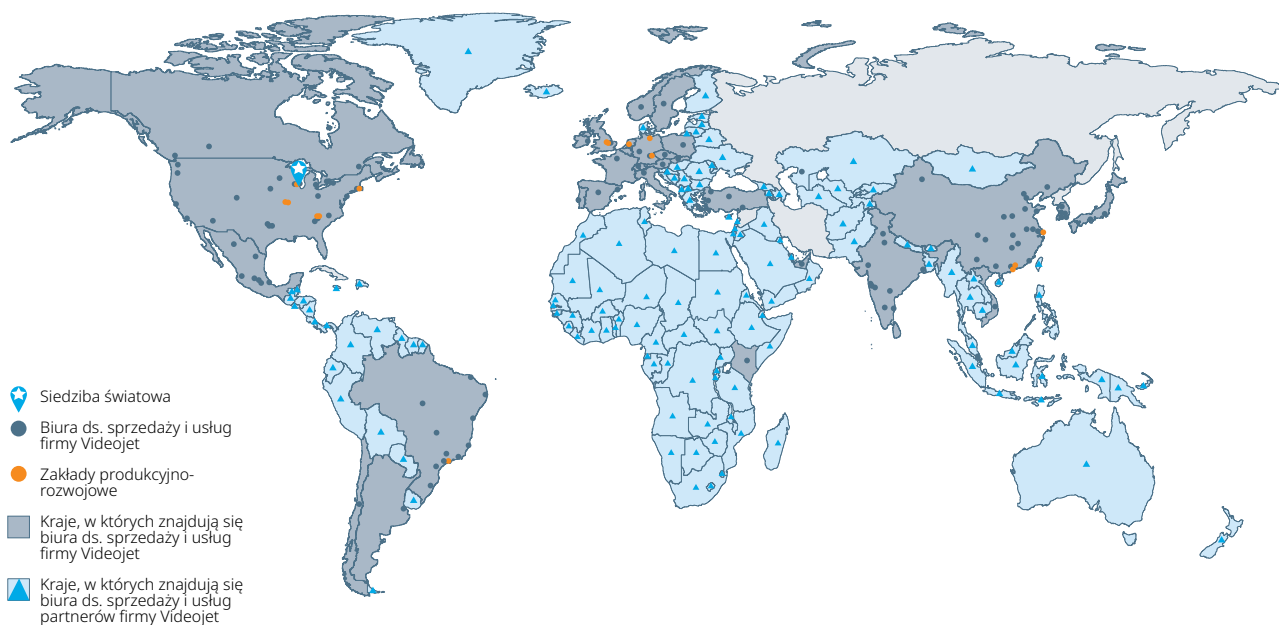 Siedziba światowa
Biura ds. sprzedaży i usług
firmy Videojet
Zakłady produkcyjno-
rozwojowe
Kraje, w których znajdują się
biura ds. sprzedaży i usług
firmy Videojet
Kraje, w których znajdują się
biura ds. sprzedaży i usług
partnerów firmy Videojet